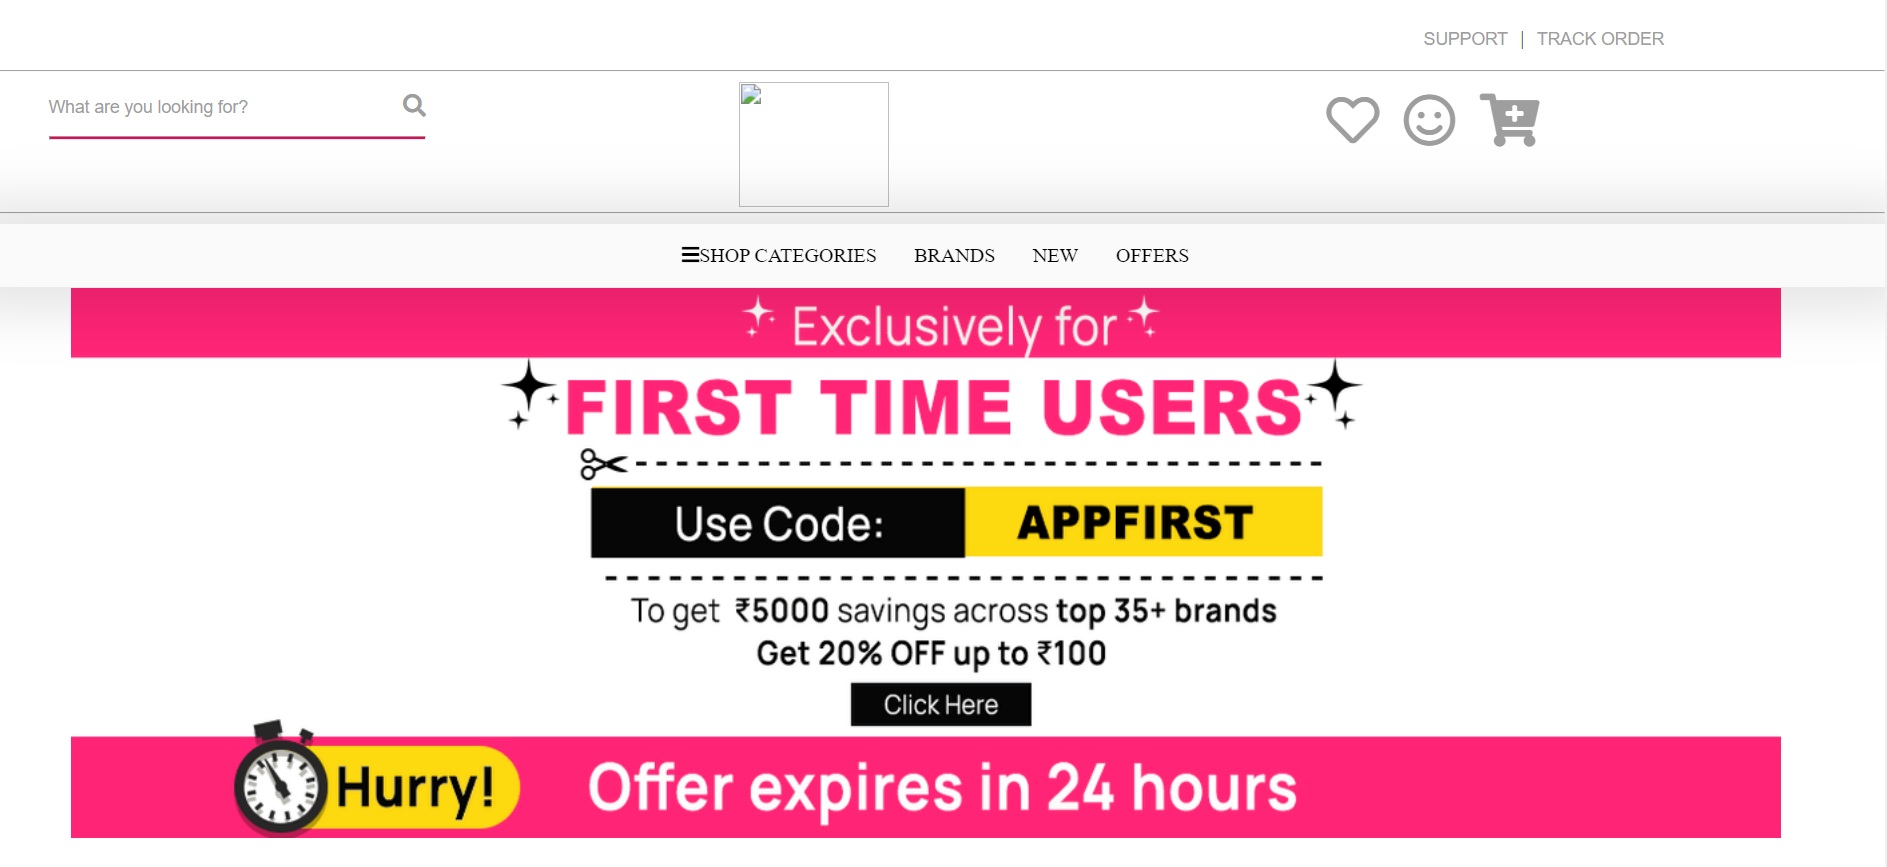 SUPPORT | TRACK ORDER
What are you looking for?
SHOP CATEGORIES BRANDS NEW OFFERS
Exclusively for
FIRST TIME USERS
Use Code: APPFIRST
To get ₹5000 savings across top 35+ brands
Get 20% OFF up to ₹100
Click Here
Hurry! Offer expires in 24 hours